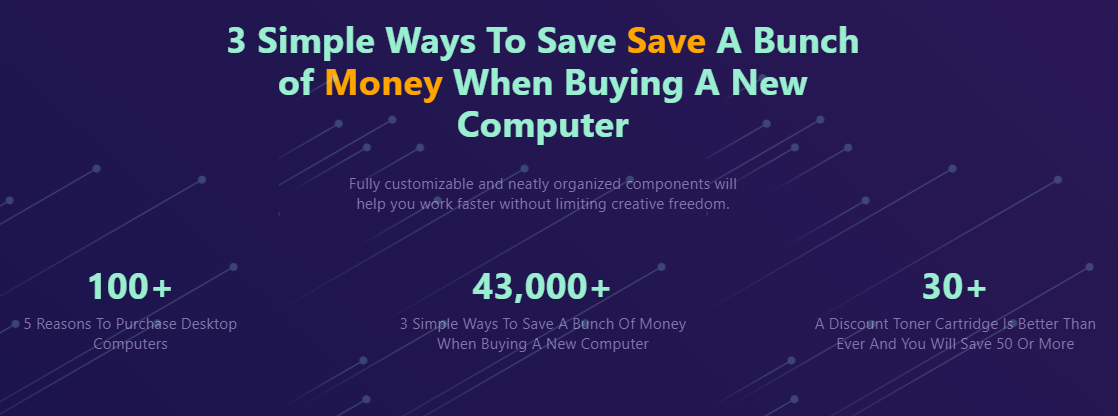 3 Simple Ways To Save Save A Bunch
of Money When Buying A New
Computer
Fully customizable and neatly organized components will
help you work faster without limiting creative freedom.
100+
5 Reasons To Purchase Desktop
Computers
43,000+
3 Simple Ways To Save A Bunch Of Money
When Buying A New Computer
30+
A Discount Toner Cartridge Is Better Than
Ever And You Will Save 50 Or More